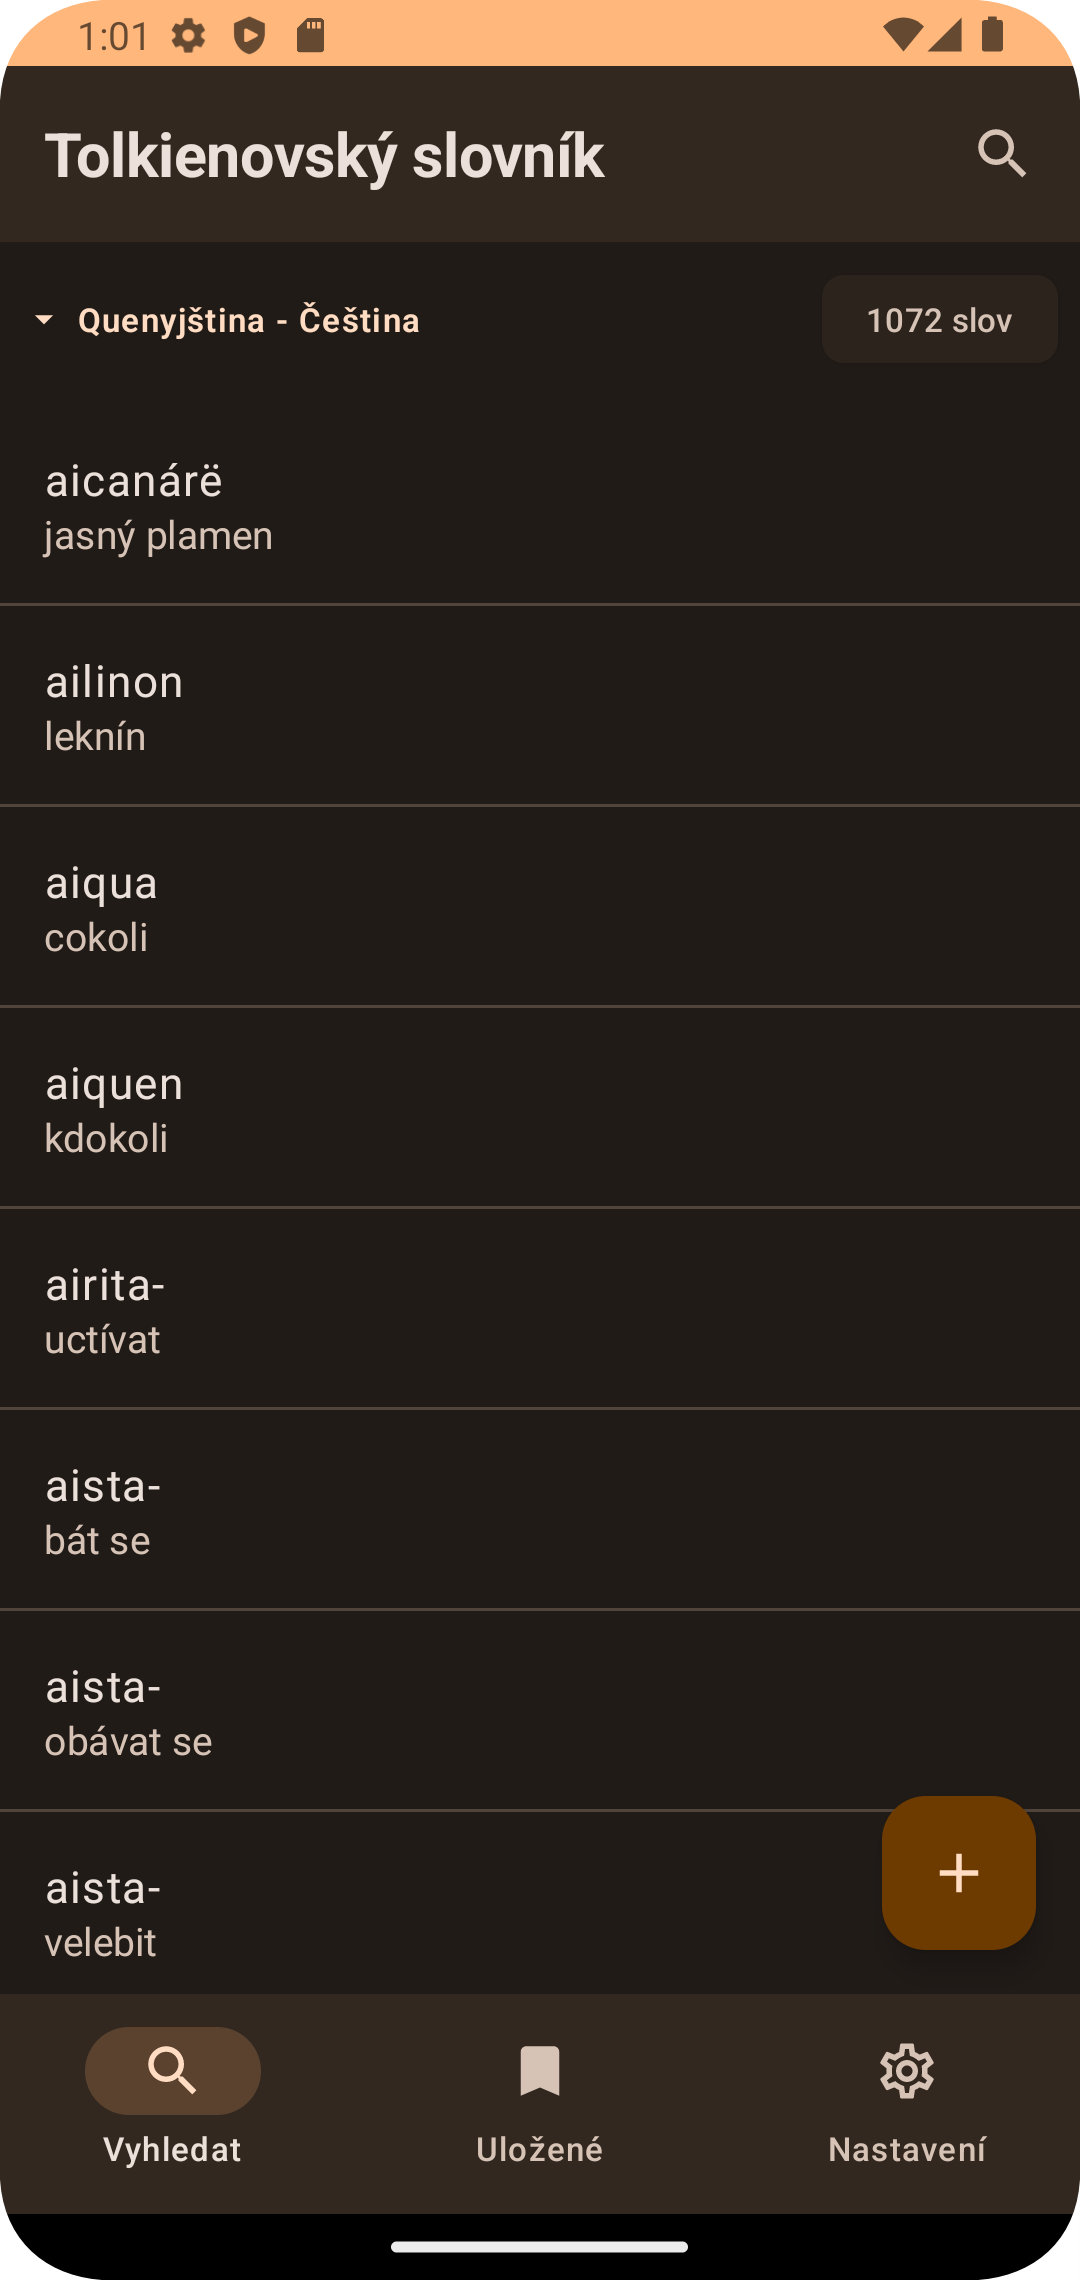 1:01
Tolkienovský slovník
Quenyjština - Čeština
1072 slov
aicanárë
jasný plamen
ailinon
leknín
aiqua
cokoli
aiquen
kdokoli
airita-
uctívat
aista-
bát se
aista-
obávat se
aista-
velebit
Vyhledat
Uložené
Nastavení